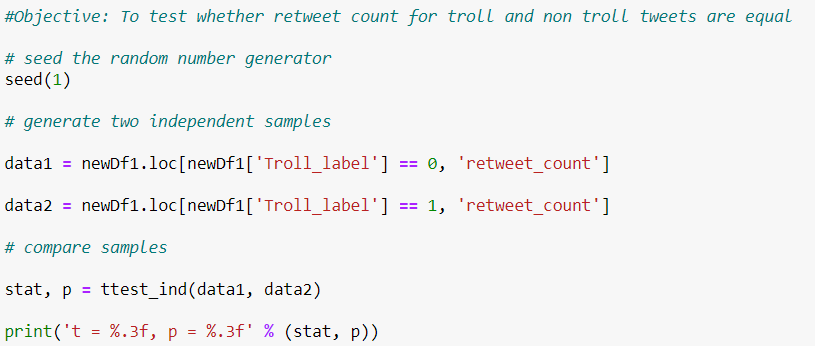 #Objective: To test whether retweet count for troll and non troll tweets are equal
# seed the random number generator
seed(1)
# generate two independent samples
data1 = newDf1.loc[newDf1['Troll_label'] == 0, 'retweet_count']
data2 = newDf1.loc[newDf1['Troll_label'] == 1, 'retweet_count']
# compare samples
stat, p = ttest_ind(data1, data2)
print('t = %.3f, p = %.3f' % (stat, p))